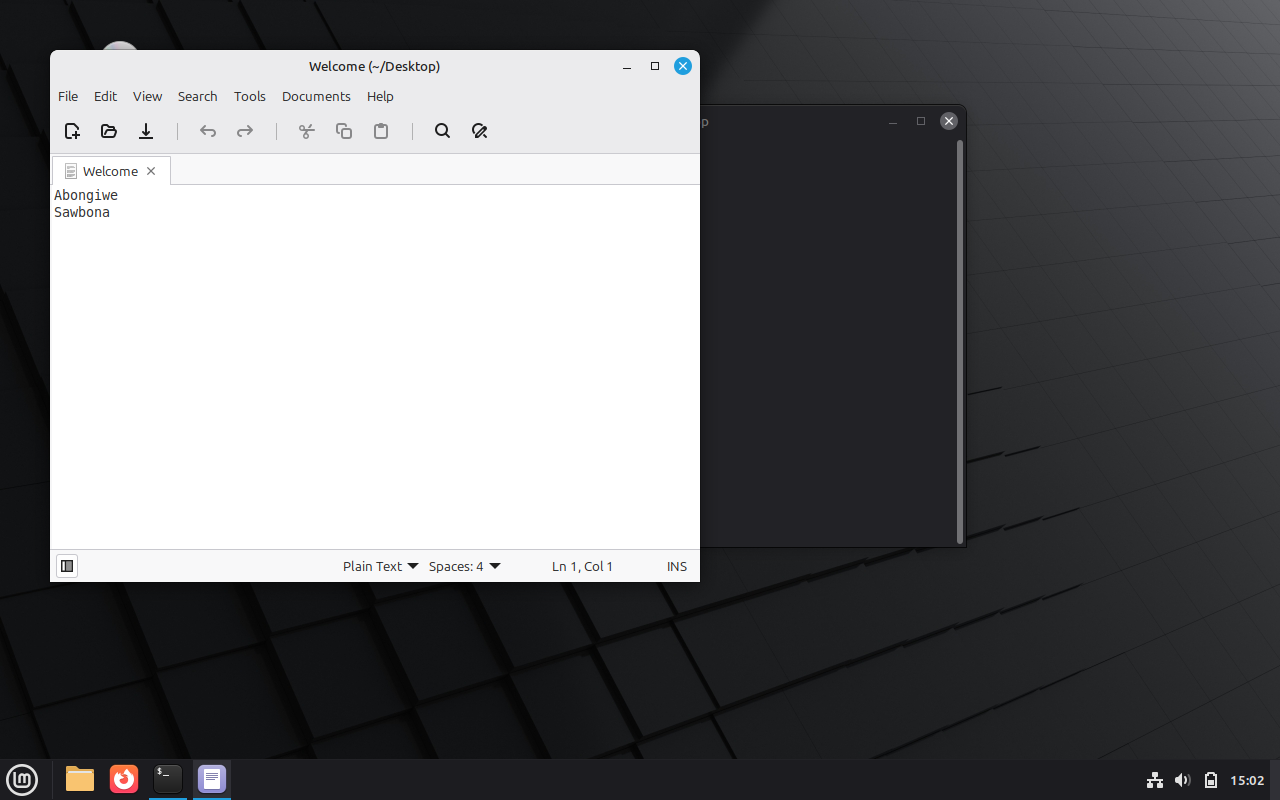 Welcome (~/Desktop)
File Edit View Search Tools Documents Help
p
Welcome
Abongiwe
Sawbona
Plain Text Spaces: 4 Ln 1, Col 1 INS
$_
lm
15:02